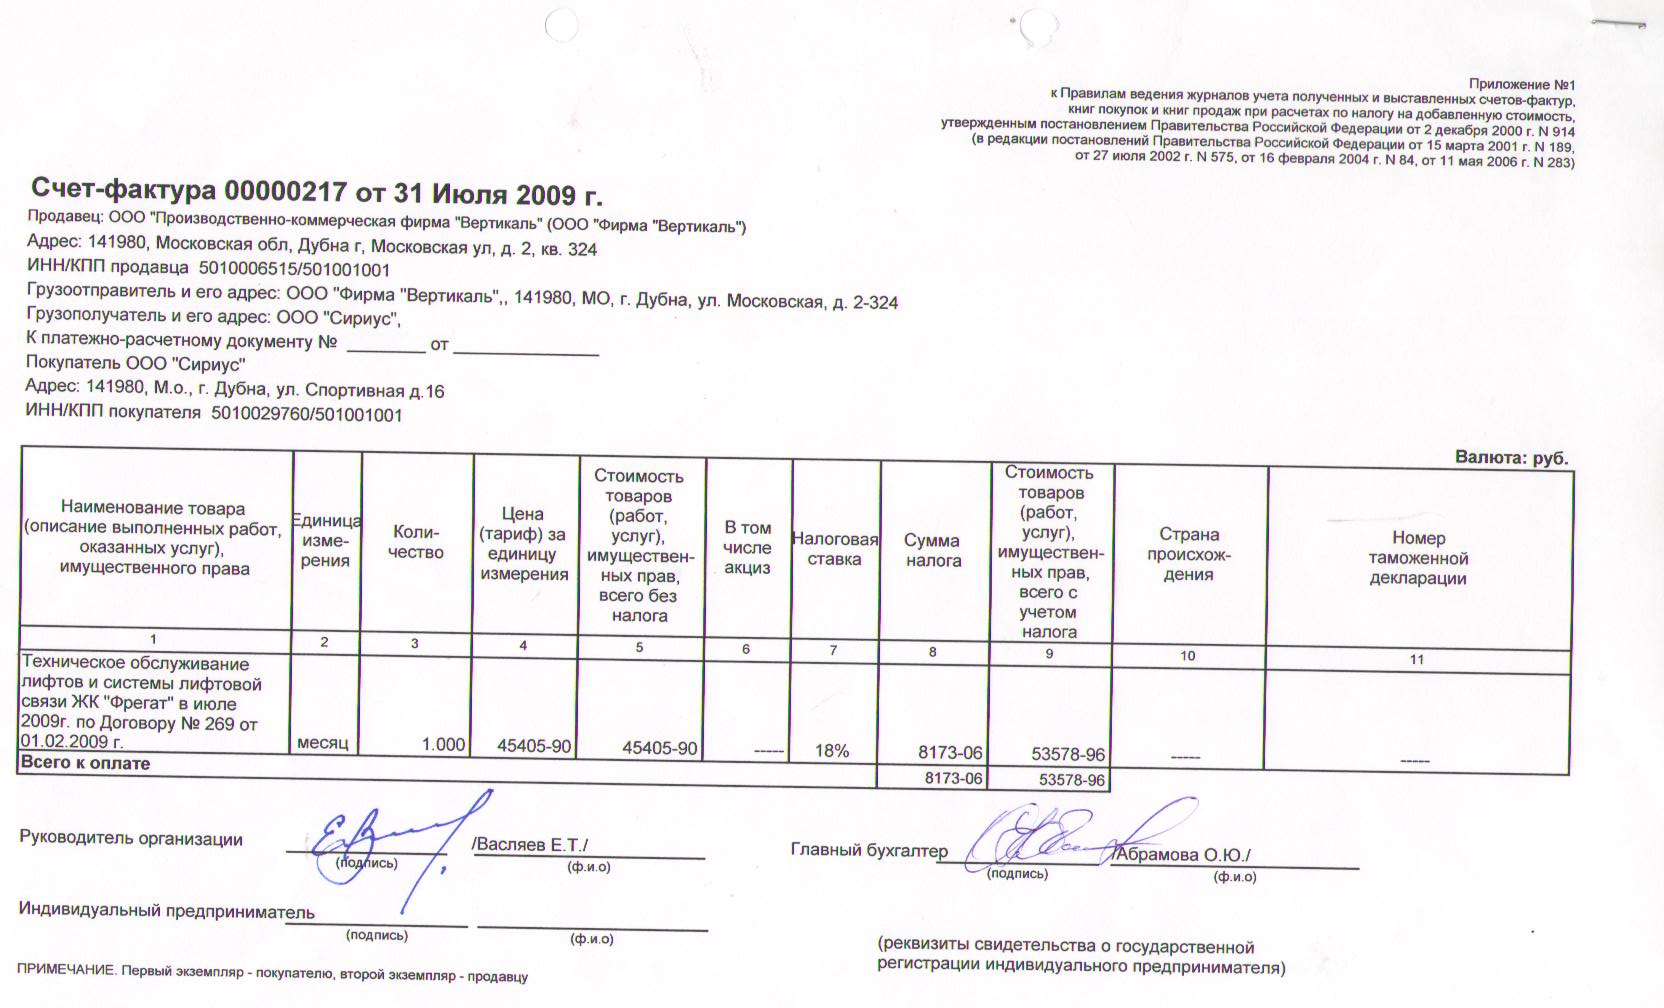 Приложение №1
к Правилам ведения журналов учета полученных и выставленных счетов-фактур,
книг покупок и книг продаж при расчетах по налогу на добавленную стоимость,
утвержденным постановлением Правительства Российской Федерации от 2 декабря 2000 г. N 914
(в редакции постановлений Правительства Российской Федерации от 15 марта 2001 г. N 189,
от 27 июля 2002 г. N 575, от 16 февраля 2004 г. N 84, от 11 мая 2006 г. N 283)
Счет-фактура 00000217 от 31 Июля 2009 г.
Продавец: ООО "Производственно-коммерческая фирма "Вертикаль" (ООО "Фирма "Вертикаль")
Адрес: 141980, Московская обл, Дубна г, Московская ул, д. 2, кв. 324
ИНН/КПП продавца 5010006515/501001001
Грузоотправитель и его адрес: ООО "Фирма "Вертикаль",, 141980, МО, г. Дубна, ул. Московская, д. 2-324
Грузополучатель и его адрес: ООО "Сириус",
К платежно-расчетному документу № ________ от ______________
Покупатель ООО "Сириус"
Адрес: 141980, М.о., г. Дубна, ул. Спортивная д.16
ИНН/КПП покупателя 5010029760/501001001
Валюта: руб.
Наименование товара
(описание выполненных работ,
оказанных услуг),
имущественного права
Единица
изме-
рения
Коли-
чество
Цена
(тариф) за
единицу
измерения
Стоимость
товаров
(работ,
услуг),
имуществен-
ных прав,
всего без
налога
В том
числе
акциз
Налоговая
ставка
Сумма
налога
Стоимость
товаров
(работ,
услуг),
имуществен-
ных прав,
всего с
учетом
налога
Страна
происхож-
дения
Номер
таможенной
декларации
1 2 3 4 5 6 7 8 9 10 11
Техническое обслуживание
лифтов и системы лифтовой
связи ЖК "Фрегат" в июле
2009г. по Договору № 269 от
01.02.2009 г. месяц 1.000 45405-90 45405-90 ----- 18% 8173-06 53578-96 ----- -----
Всего к оплате 8173-06 53578-96
Руководитель организации /Васляев Е.Т./ Главный бухгалтер /Абрамова О.Ю./
(подпись) (ф.и.о) (подпись) (ф.и.о)
Индивидуальный предприниматель
(подпись) (ф.и.о)
(реквизиты свидетельства о государственной
регистрации индивидуального предпринимателя)
ПРИМЕЧАНИЕ. Первый экземпляр - покупателю, второй экземпляр - продавцу